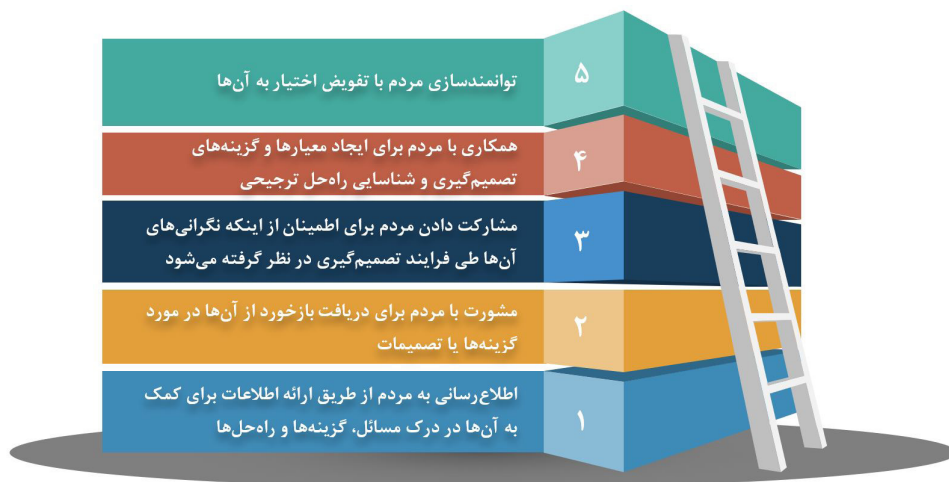 توانمندسازی مردم با تفویض اختیار به آن‌ها
۵
همکاری با مردم برای ایجاد معیارها و گزینه‌های
تصمیم‌گیری و شناسایی راه‌حل ترجیحی
۴
مشارکت دادن مردم برای اطمینان از اینکه نگرانی‌های
آن‌ها طی فرایند تصمیم‌گیری در نظر گرفته می‌شود
۳
مشورت با مردم برای دریافت بازخورد از آن‌ها در مورد
گزینه‌ها یا تصمیمات
۲
اطلاع‌رسانی به مردم از طریق ارائه اطلاعات برای کمک
به آن‌ها در درک مسائل، گزینه‌ها و راه‌حل‌ها
۱